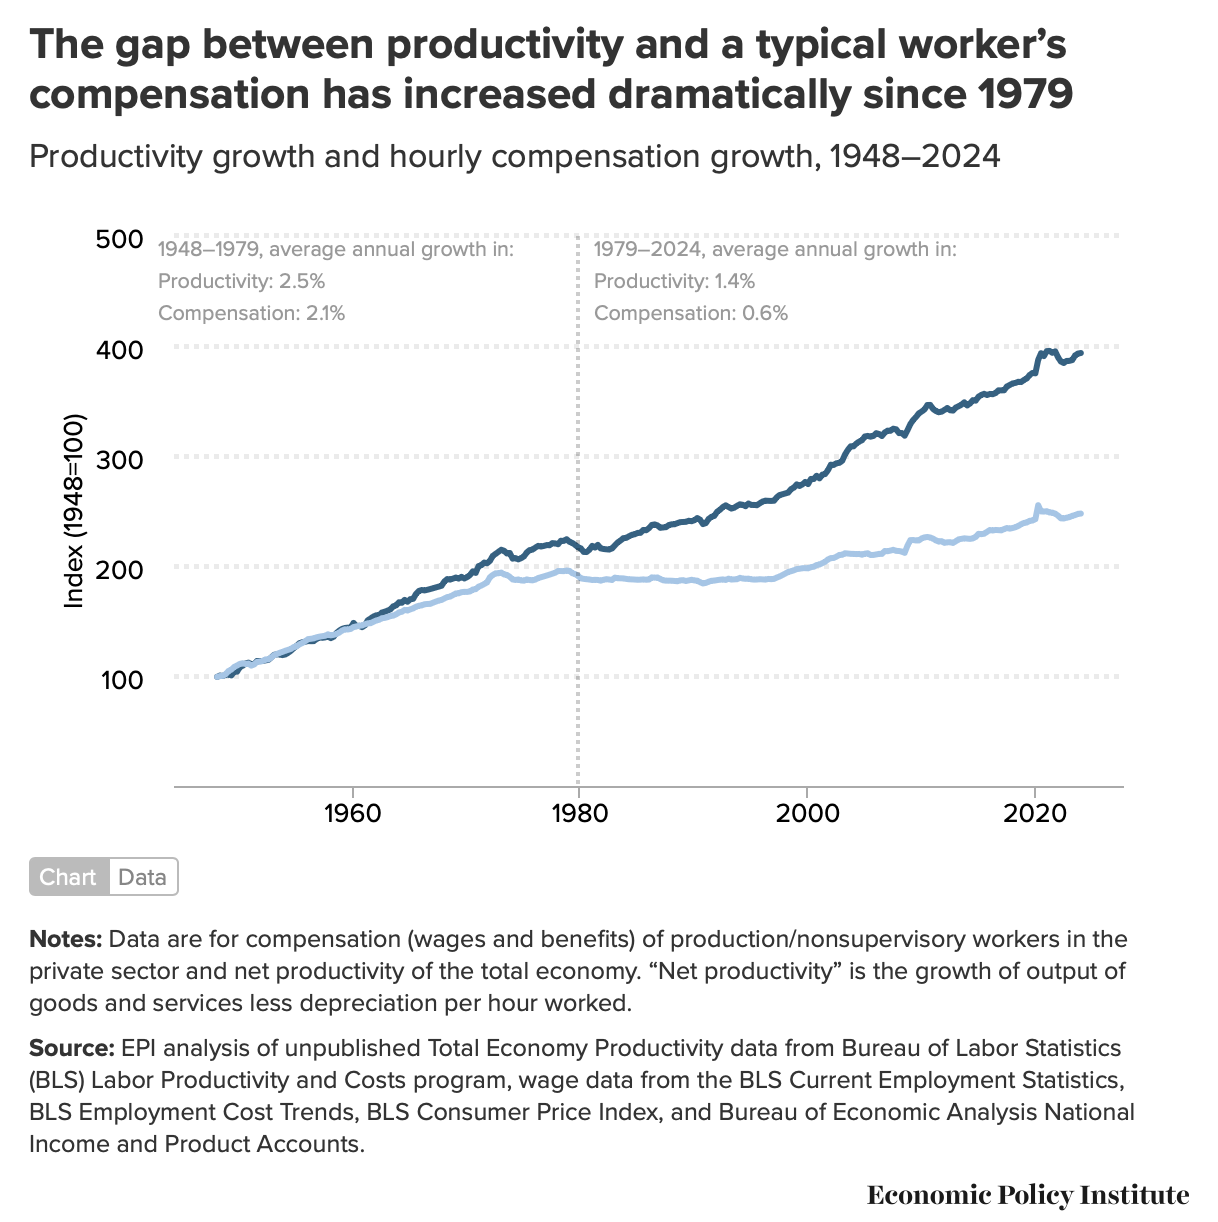 The gap between productivity and a typical worker’s
compensation has increased dramatically since 1979
Productivity growth and hourly compensation growth, 1948–2024
500
1948–1979, average annual growth in:
Productivity: 2.5%
Compensation: 2.1%
1979–2024, average annual growth in:
Productivity: 1.4%
Compensation: 0.6%
400
300
200
100
Index (1948=100)
1960
1980
2000
2020
Chart
Data
Notes: Data are for compensation (wages and benefits) of production/nonsupervisory workers in the
private sector and net productivity of the total economy. “Net productivity” is the growth of output of
goods and services less depreciation per hour worked.
Source: EPI analysis of unpublished Total Economy Productivity data from Bureau of Labor Statistics
(BLS) Labor Productivity and Costs program, wage data from the BLS Current Employment Statistics,
BLS Employment Cost Trends, BLS Consumer Price Index, and Bureau of Economic Analysis National
Income and Product Accounts.
Economic Policy Institute